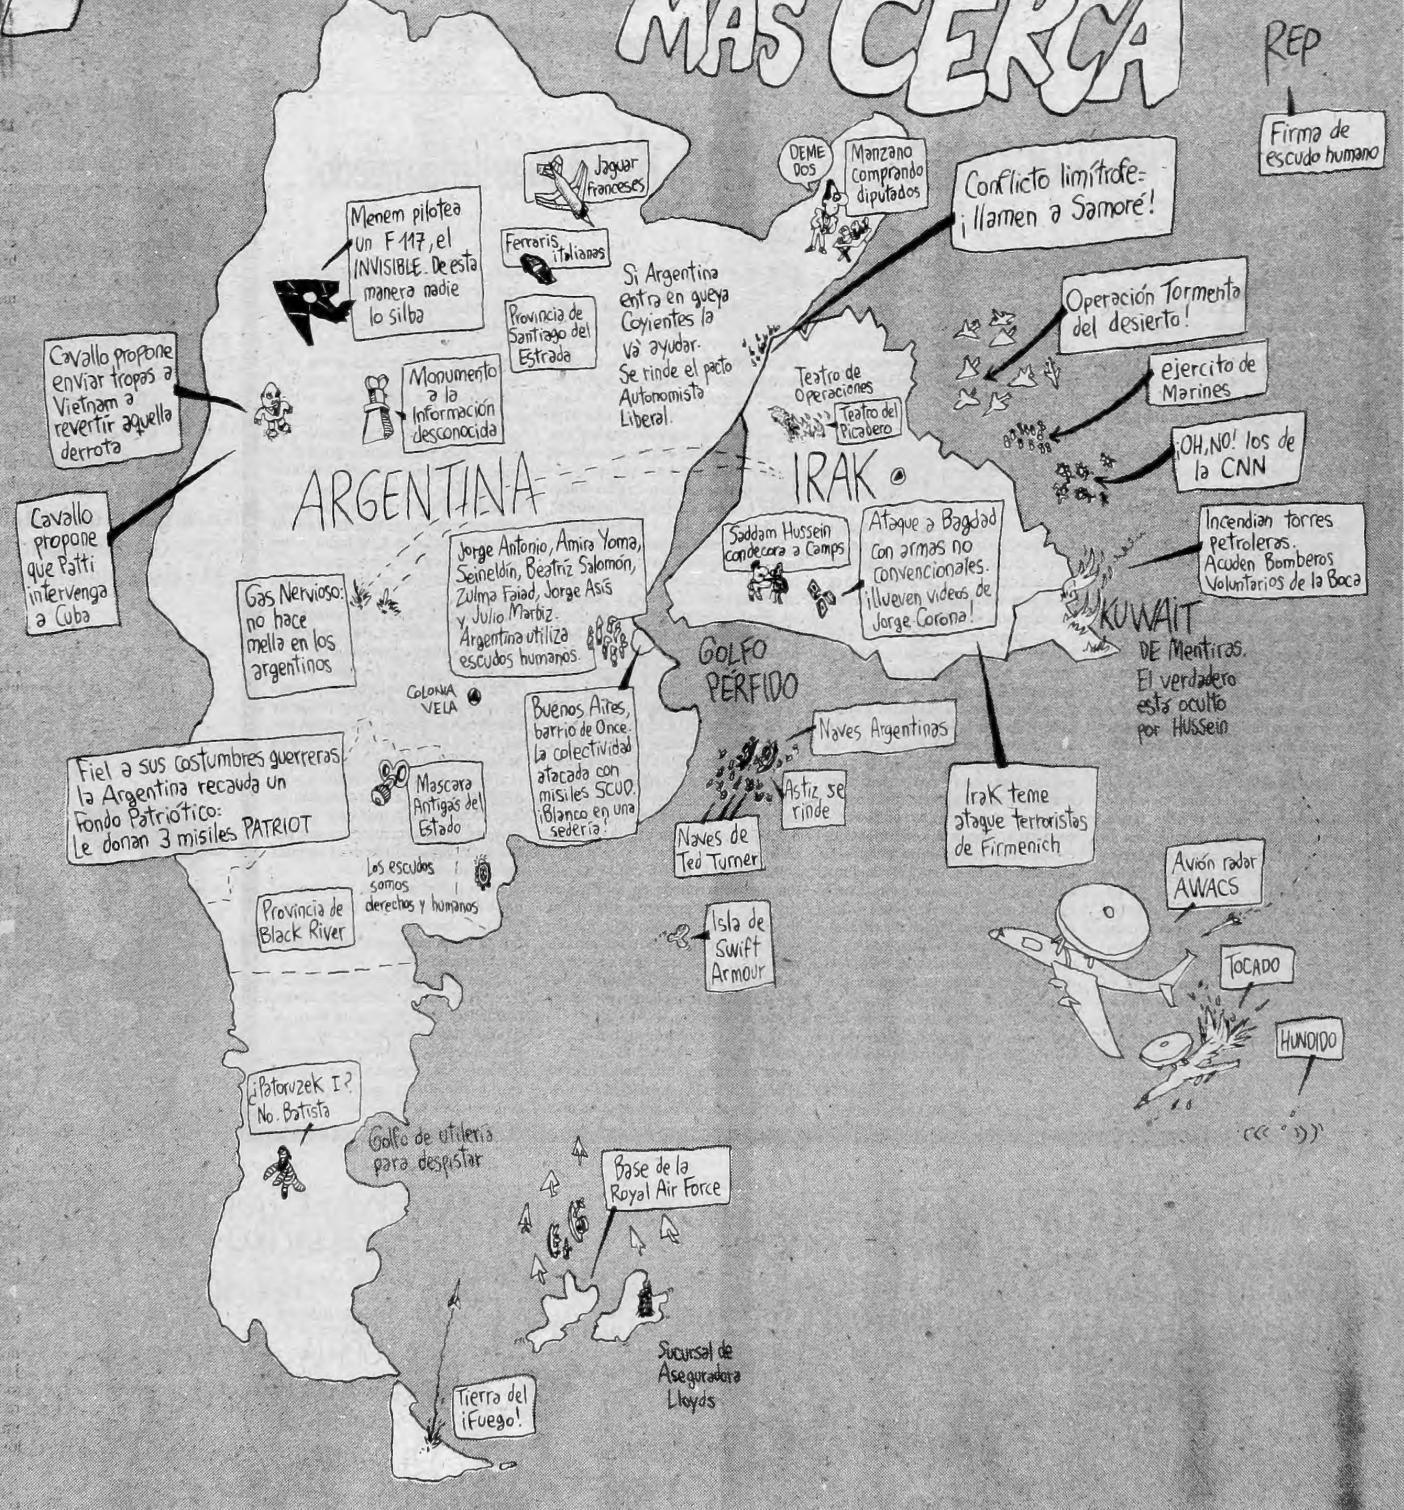 MAS CERCA
REP
Firma de
escudo humano
DEME
DOS
Manzano
comprando
diputados
Conflicto limítrofe=
¡llamen a Samoré!
Jaguar
franceses
Menem pilotea
un F-117, el
INVISIBLE. De esta
manera nadie
lo silba
Ferraris
italianas
Provincia de
Santiago del
Estrada
Si Argentina
entra en gueya
Coyientes la
va' ayudar.
Se rinde el pacto
Autonomista
Liberal.
Operación Tormenta
del desierto!
ejercito de
Marines
¡OH, NO! los de
la CNN
Cavallo propone
enviar tropas a
Vietnam a
revertir aquella
derrota
Monumento
a la
Información
desconocida
Teatro de
Operaciones
Teatro del
Picadero
ARGENTINA
IRAK
Cavallo
propone
que Patti
intervenga
a Cuba
Saddam Hussein
condecora a Camps
Ataque a Bagdad
con armas no
convencionales.
¡llueven videos de
Jorge Corona!
Incendian torres
petroleras.
Acuden Bomberos
Voluntarios de la Boca
Gas Nervioso:
no hace
mella en los
argentinos
Jorge Antonio, Amira Yoma,
Seineldín, Beatriz Salomón,
Zulma Faiad, Jorge Asís
y Julio Marbiz.
Argentina utiliza
escudos humanos.
KUWAIT
DE Mentiras.
El verdadero
está oculto
por Hussein
GOLFO
PÉRFIDO
COLONIA
VELA
Buenos Aires,
barrio de Once.
La colectividad
atacada con
misiles SCUD.
¡Blanco en una
sedería!
Naves Argentinas
Astiz se
rinde
Naves de
Ted Turner
Fiel a sus costumbres guerreras
la Argentina recauda un
Fondo Patriótico:
Le donan 3 misiles PATRIOT
Mascara
Antigás del
Estado
Irak teme
ataque terroristas
de Firmenich
Los escudos
somos
derechos y humanos
Provincia de
Black River
Isla de
Swift
Armour
Avión radar
AWACS
TOCADO
HUNDIDO
¿Patoruzek I?
No. Batista
Golfo de utilería
para despistar
Base de la
Royal Air Force
Sucursal de
Aseguradora
Lloyds
Tierra del
¡Fuego!